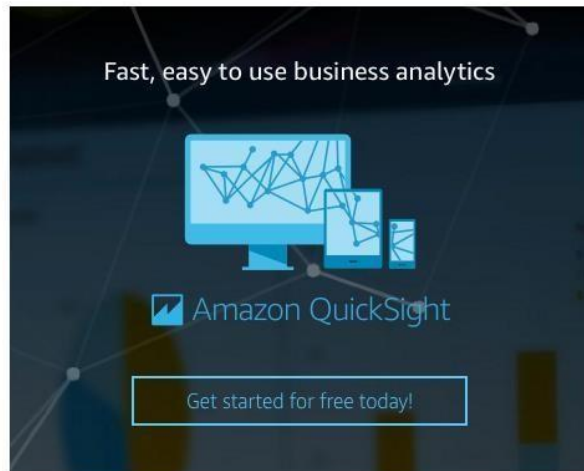 Fast, easy to use business analytics
Amazon QuickSight
Get started for free today!